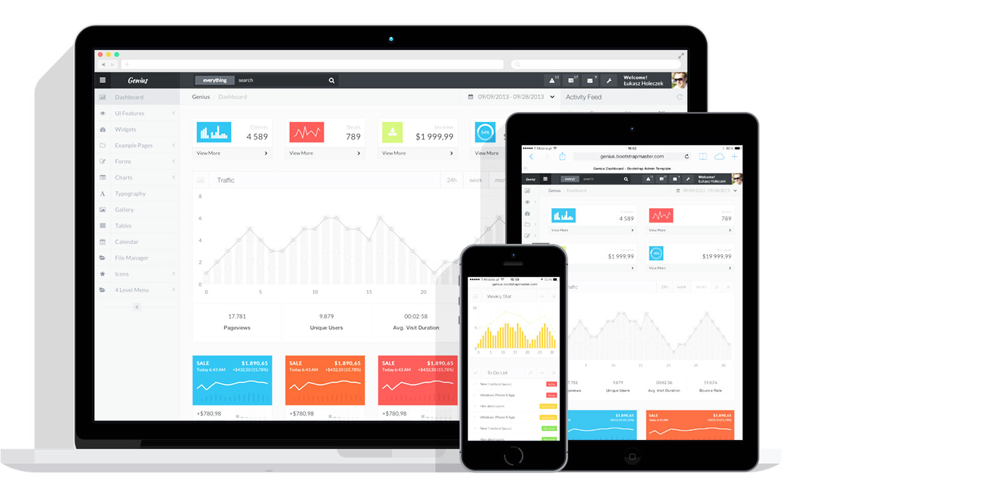 Genius
everything search
11
17
9
Welcome!
Łukasz Holeczek
Dashboard
UI Features
Widgets
Example Pages
Forms
Charts
Typography
Gallery
Tables
Calendar
File Manager
Icons
4 Level Menu
Genius / Dashboard
09/09/2013 - 09/28/2013
Activity Feed
Clients
4 589
View More
Deals
789
View More
Income
$1 999,99
View More
54%
$
View More
Traffic
24h week mon
8
6
4
2
0
0 5 10 15 20
17.781
Pageviews
9.879
Unique Users
00:02:58
Avg. Visit Duration
SALE $1.890,65
Today 6:43 AM +$432,50 (15,78%)
+$780,98
SALE $1.890,65
Today 6:43 AM +$432,50 (15,78%)
+$780,98
SALE $1.890,65
Today 6:43 AM +$432,50 (15,78%)
+$780,98
T-Mobile.pl 15:59
genius.bootstrapmaster.com
Weekly Stat
10
5
0
0 5 10 15 20 25 30
To Do List
New frontend layout today
Windows Phone 8 App today
Hire developers
Windows Phone 8 App
New frontend layout
Hire developers
T-Mobile.pl 16:02 80%
genius.bootstrapmaster.com
Genius Dashboard - Bootstrap Admin Template
Genius everyt search
Welcome!
Łukasz Holeczek
Genius / Dashboard
09/09/2013 - 09/28/2013
Clients
4 589
View More
Deals
789
View More
Income
$1 999,99
Account
$19 999,99
View More
raffic
24h week month
5 10 15 20 25 30
7.781
eviews
9.879
Unique Users
00:02:58
Avg. Visit Duration
59,83%
Bounce Rate
$1.890,65
M +$432,50 (15,78%)
SALE $1.890,65
Today 6:43 AM +$432,50 (15,78%)